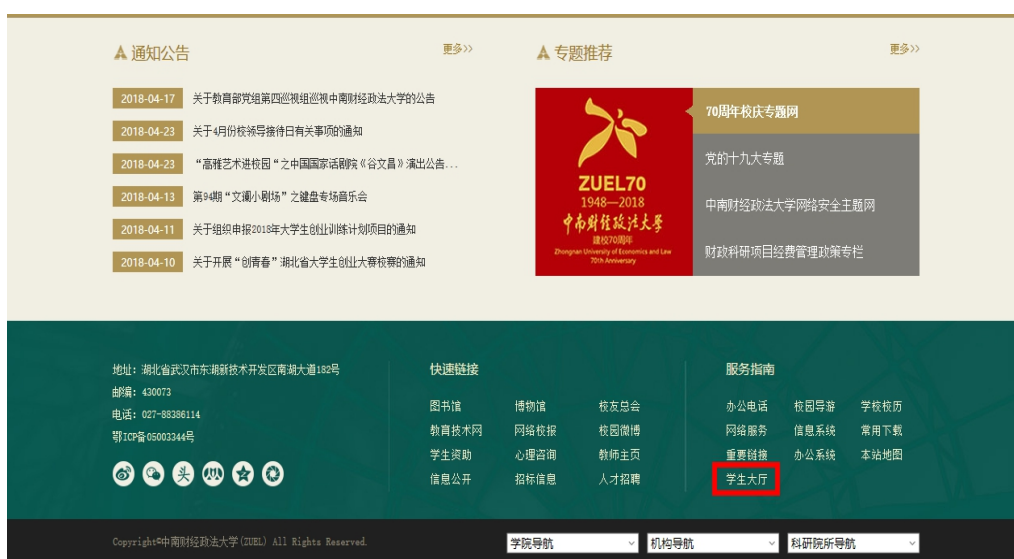 通知公告
更多>>
2018-04-17 关于教育部党组第四巡视组巡视中南财经政法大学的公告
2018-04-23 关于4月份校领导接待日有关事项的通知
2018-04-23 “高雅艺术进校园“之中国国家话剧院《谷文昌》演出公告...
2018-04-13 第94期“文澜小剧场”之键盘专场音乐会
2018-04-11 关于组织申报2018年大学生创业训练计划项目的通知
2018-04-10 关于开展“创青春”湖北省大学生创业大赛校赛的通知
专题推荐
更多>>
ZUEL70
1948—2018
中南财经政法大学
建校70周年
Zhongnan University of Economics and Law
70th Anniversary
70周年校庆专题网
党的十九大专题
中南财经政法大学网络安全主题网
财政科研项目经费管理政策专栏
地址: 湖北省武汉市东湖新技术开发区南湖大道182号
邮编: 430073
电话: 027-88386114
鄂ICP备05003344号
头
快速链接
图书馆 博物馆 校友总会
教育技术网 网络校报 校园微博
学生资助 心理咨询 教师主页
信息公开 招标信息 人才招聘
服务指南
办公电话 校园导游 学校校历
网络服务 信息系统 常用下载
重要链接 办公系统 本站地图
学生大厅
Copyright©中南财经政法大学(ZUEL) All Rights Reserved.
学院导航 机构导航 科研院所导航